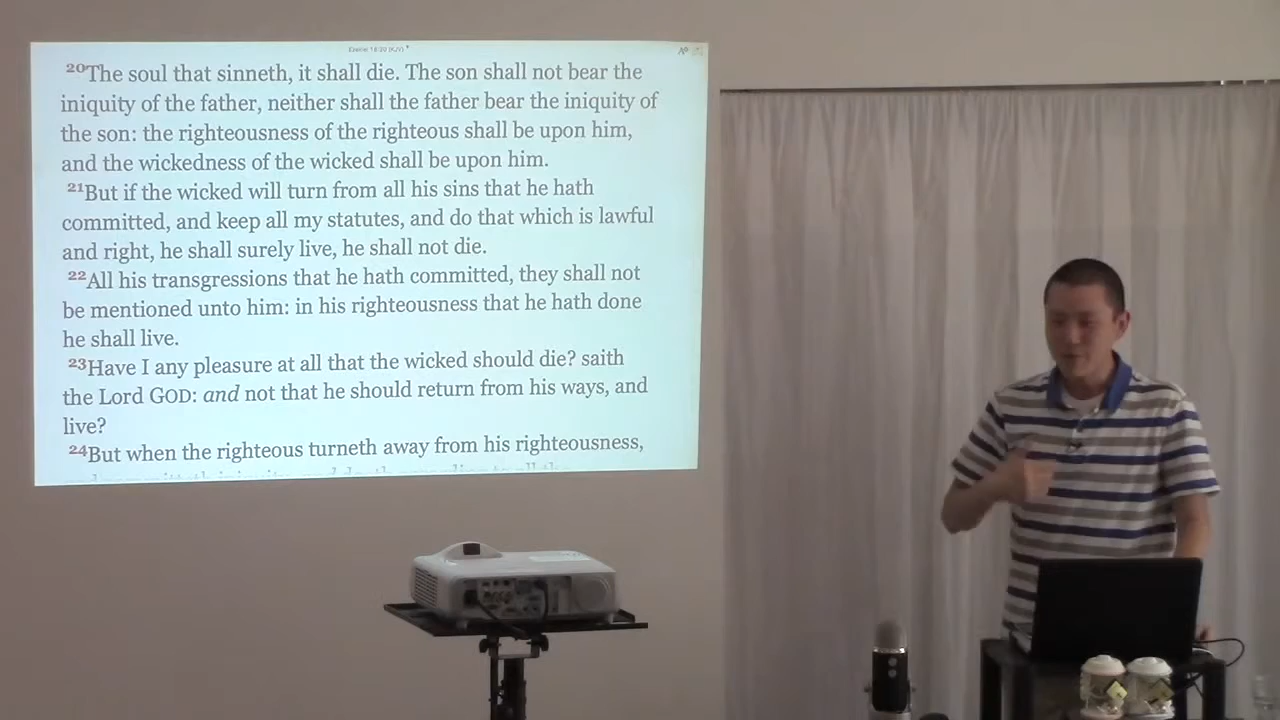 20The soul that sinneth, it shall die. The son shall not bear the
iniquity of the father, neither shall the father bear the iniquity of
the son: the righteousness of the righteous shall be upon him,
and the wickedness of the wicked shall be upon him.
21But if the wicked will turn from all his sins that he hath
committed, and keep all my statutes, and do that which is lawful
and right, he shall surely live, he shall not die.
22All his transgressions that he hath committed, they shall not
be mentioned unto him: in his righteousness that he hath done
he shall live.
23Have I any pleasure at all that the wicked should die? saith
the Lord GOD: and not that he should return from his ways, and
live?
24But when the righteous turneth away from his righteousness,